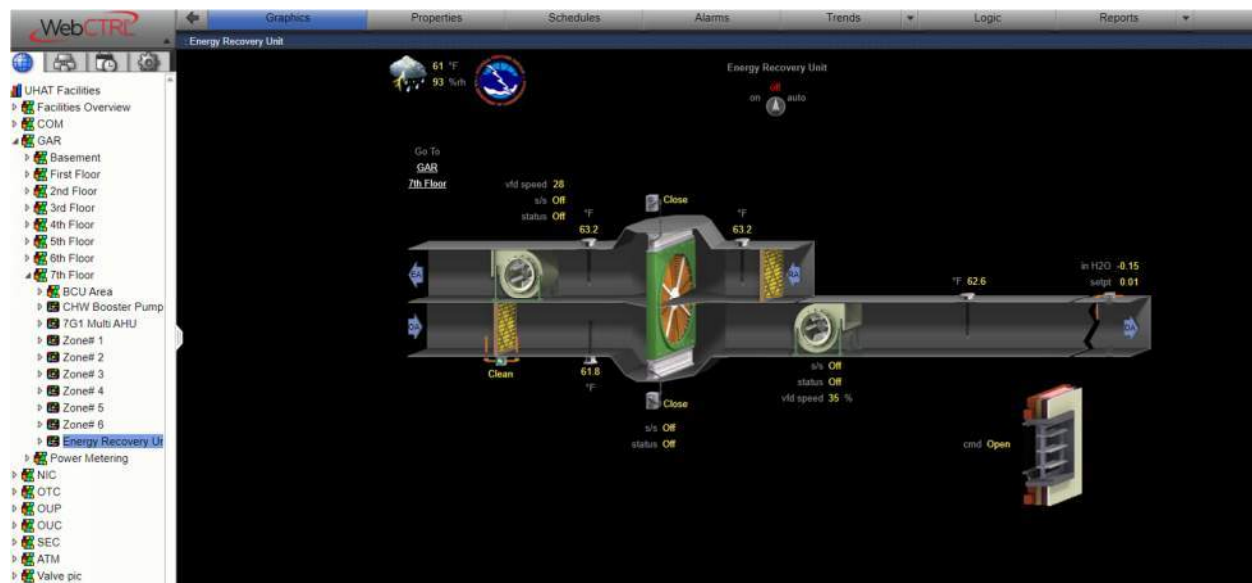 WebCTRL
Graphics Properties Schedules Alarms Trends Logic Reports
Energy Recovery Unit
UHAT Facilities
Facilities Overview
COM
GAR
Basement
First Floor
2nd Floor
3rd Floor
4th Floor
5th Floor
6th Floor
7th Floor
BCU Area
CHW Booster Pump
7G1 Multi AHU
Zone# 1
Zone# 2
Zone# 3
Zone# 4
Zone# 5
Zone# 6
Energy Recovery Ur
Power Metering
NIC
OTC
OUP
OUC
SEC
ATM
Valve pic
61 °F
93 %rh
Energy Recovery Unit
off
on auto
Go To
GAR
7th Floor
vfd speed 28
s/s Off
status Off
°F
63.2
Close
°F
63.2
EA
RA
°F 62.6
in H2O -0.15
setpt 0.01
OA
Clean
61.8
°F
Close
s/s Off
status Off
s/s Off
status Off
vfd speed 35 %
cmd Open